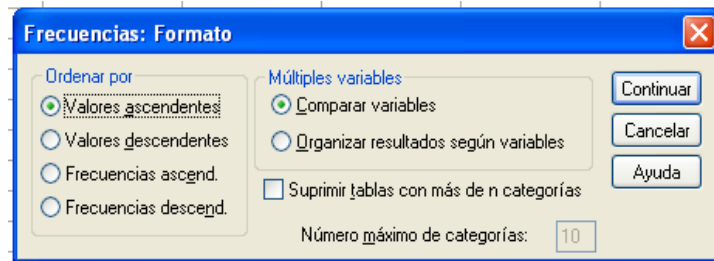 Frecuencias: Formato
Ordenar por
Valores ascendentes
Valores descendentes
Frecuencias ascend.
Frecuencias descend.
Múltiples variables
Comparar variables
Organizar resultados según variables
Suprimir tablas con más de n categorías
Número máximo de categorías: 10
Continuar
Cancelar
Ayuda